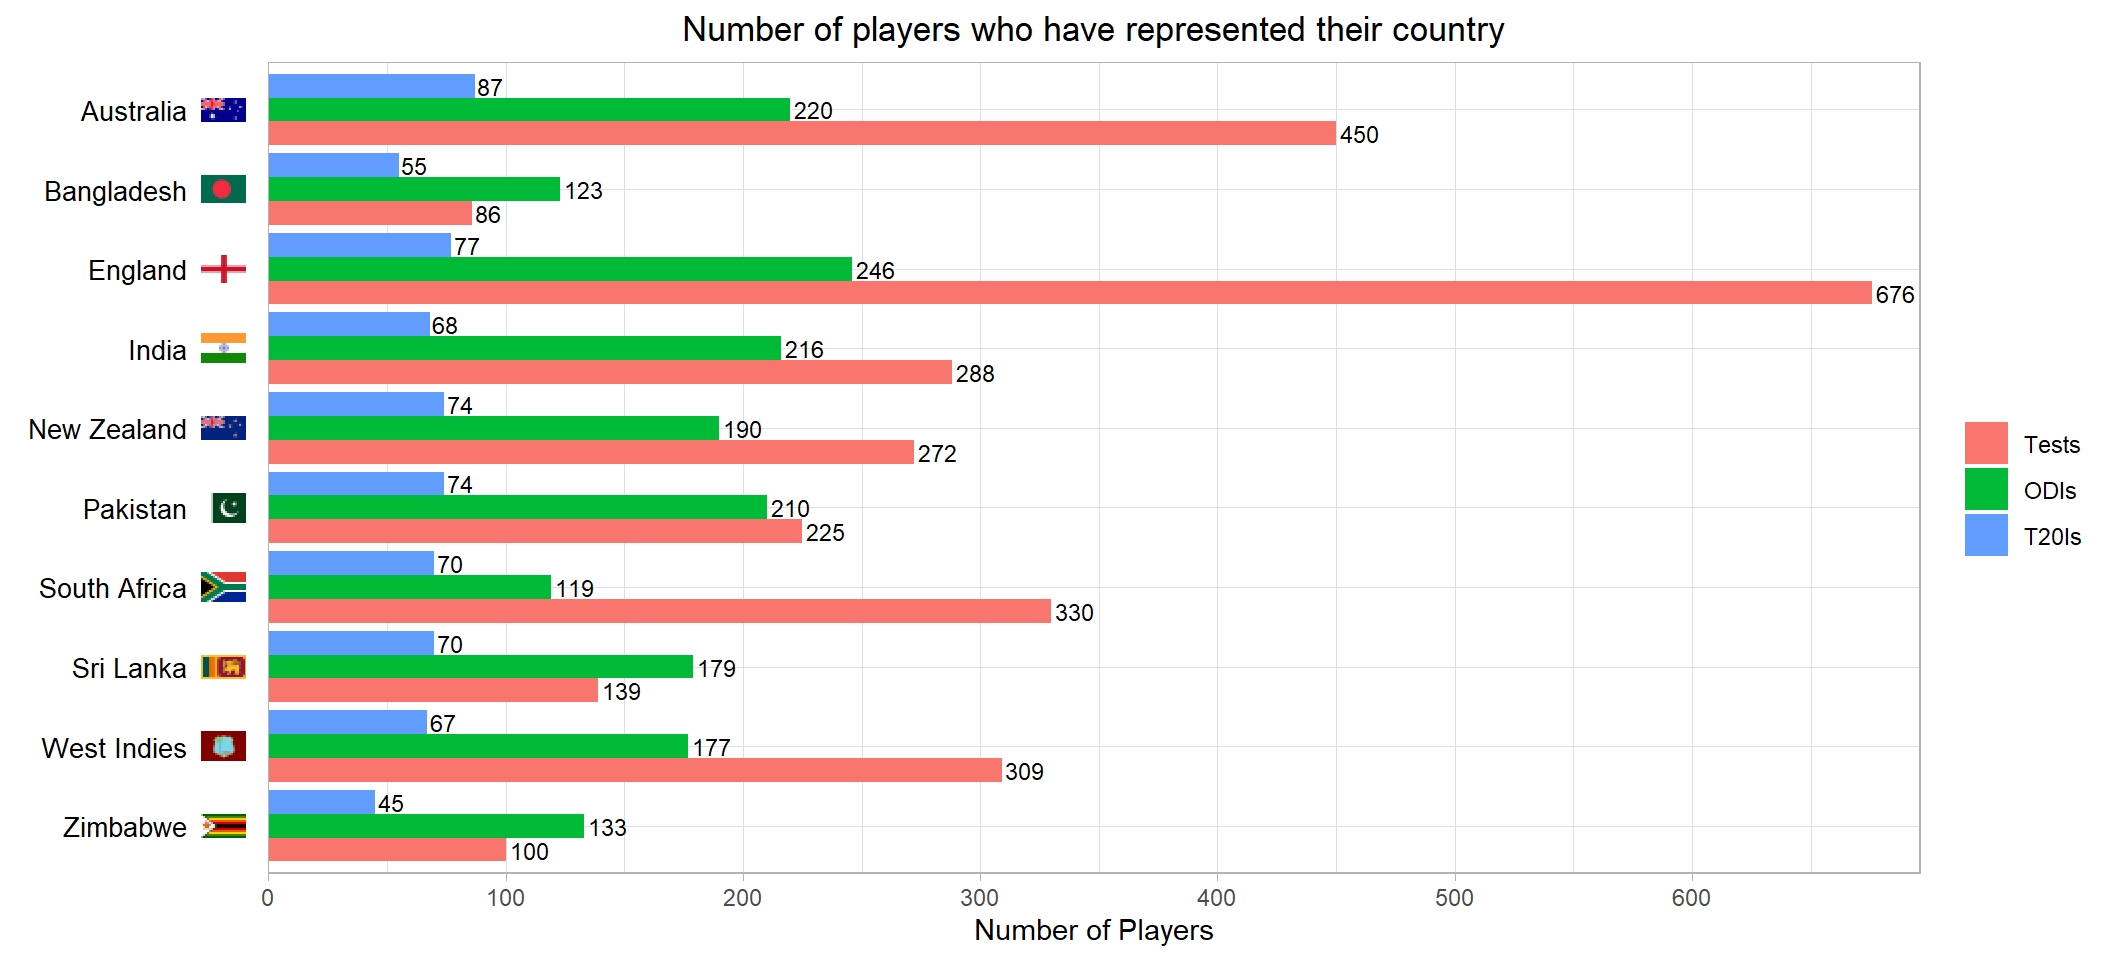 Number of players who have represented their country
87
Australia
220
450
55
Bangladesh
123
86
77
England
246
676
68
India
216
288
74
New Zealand
190
272
74
Pakistan
210
225
70
South Africa
119
330
70
Sri Lanka
179
139
67
West Indies
177
309
45
Zimbabwe
133
100
0 100 200 300 400 500 600
Number of Players
Tests
ODIs
T20Is